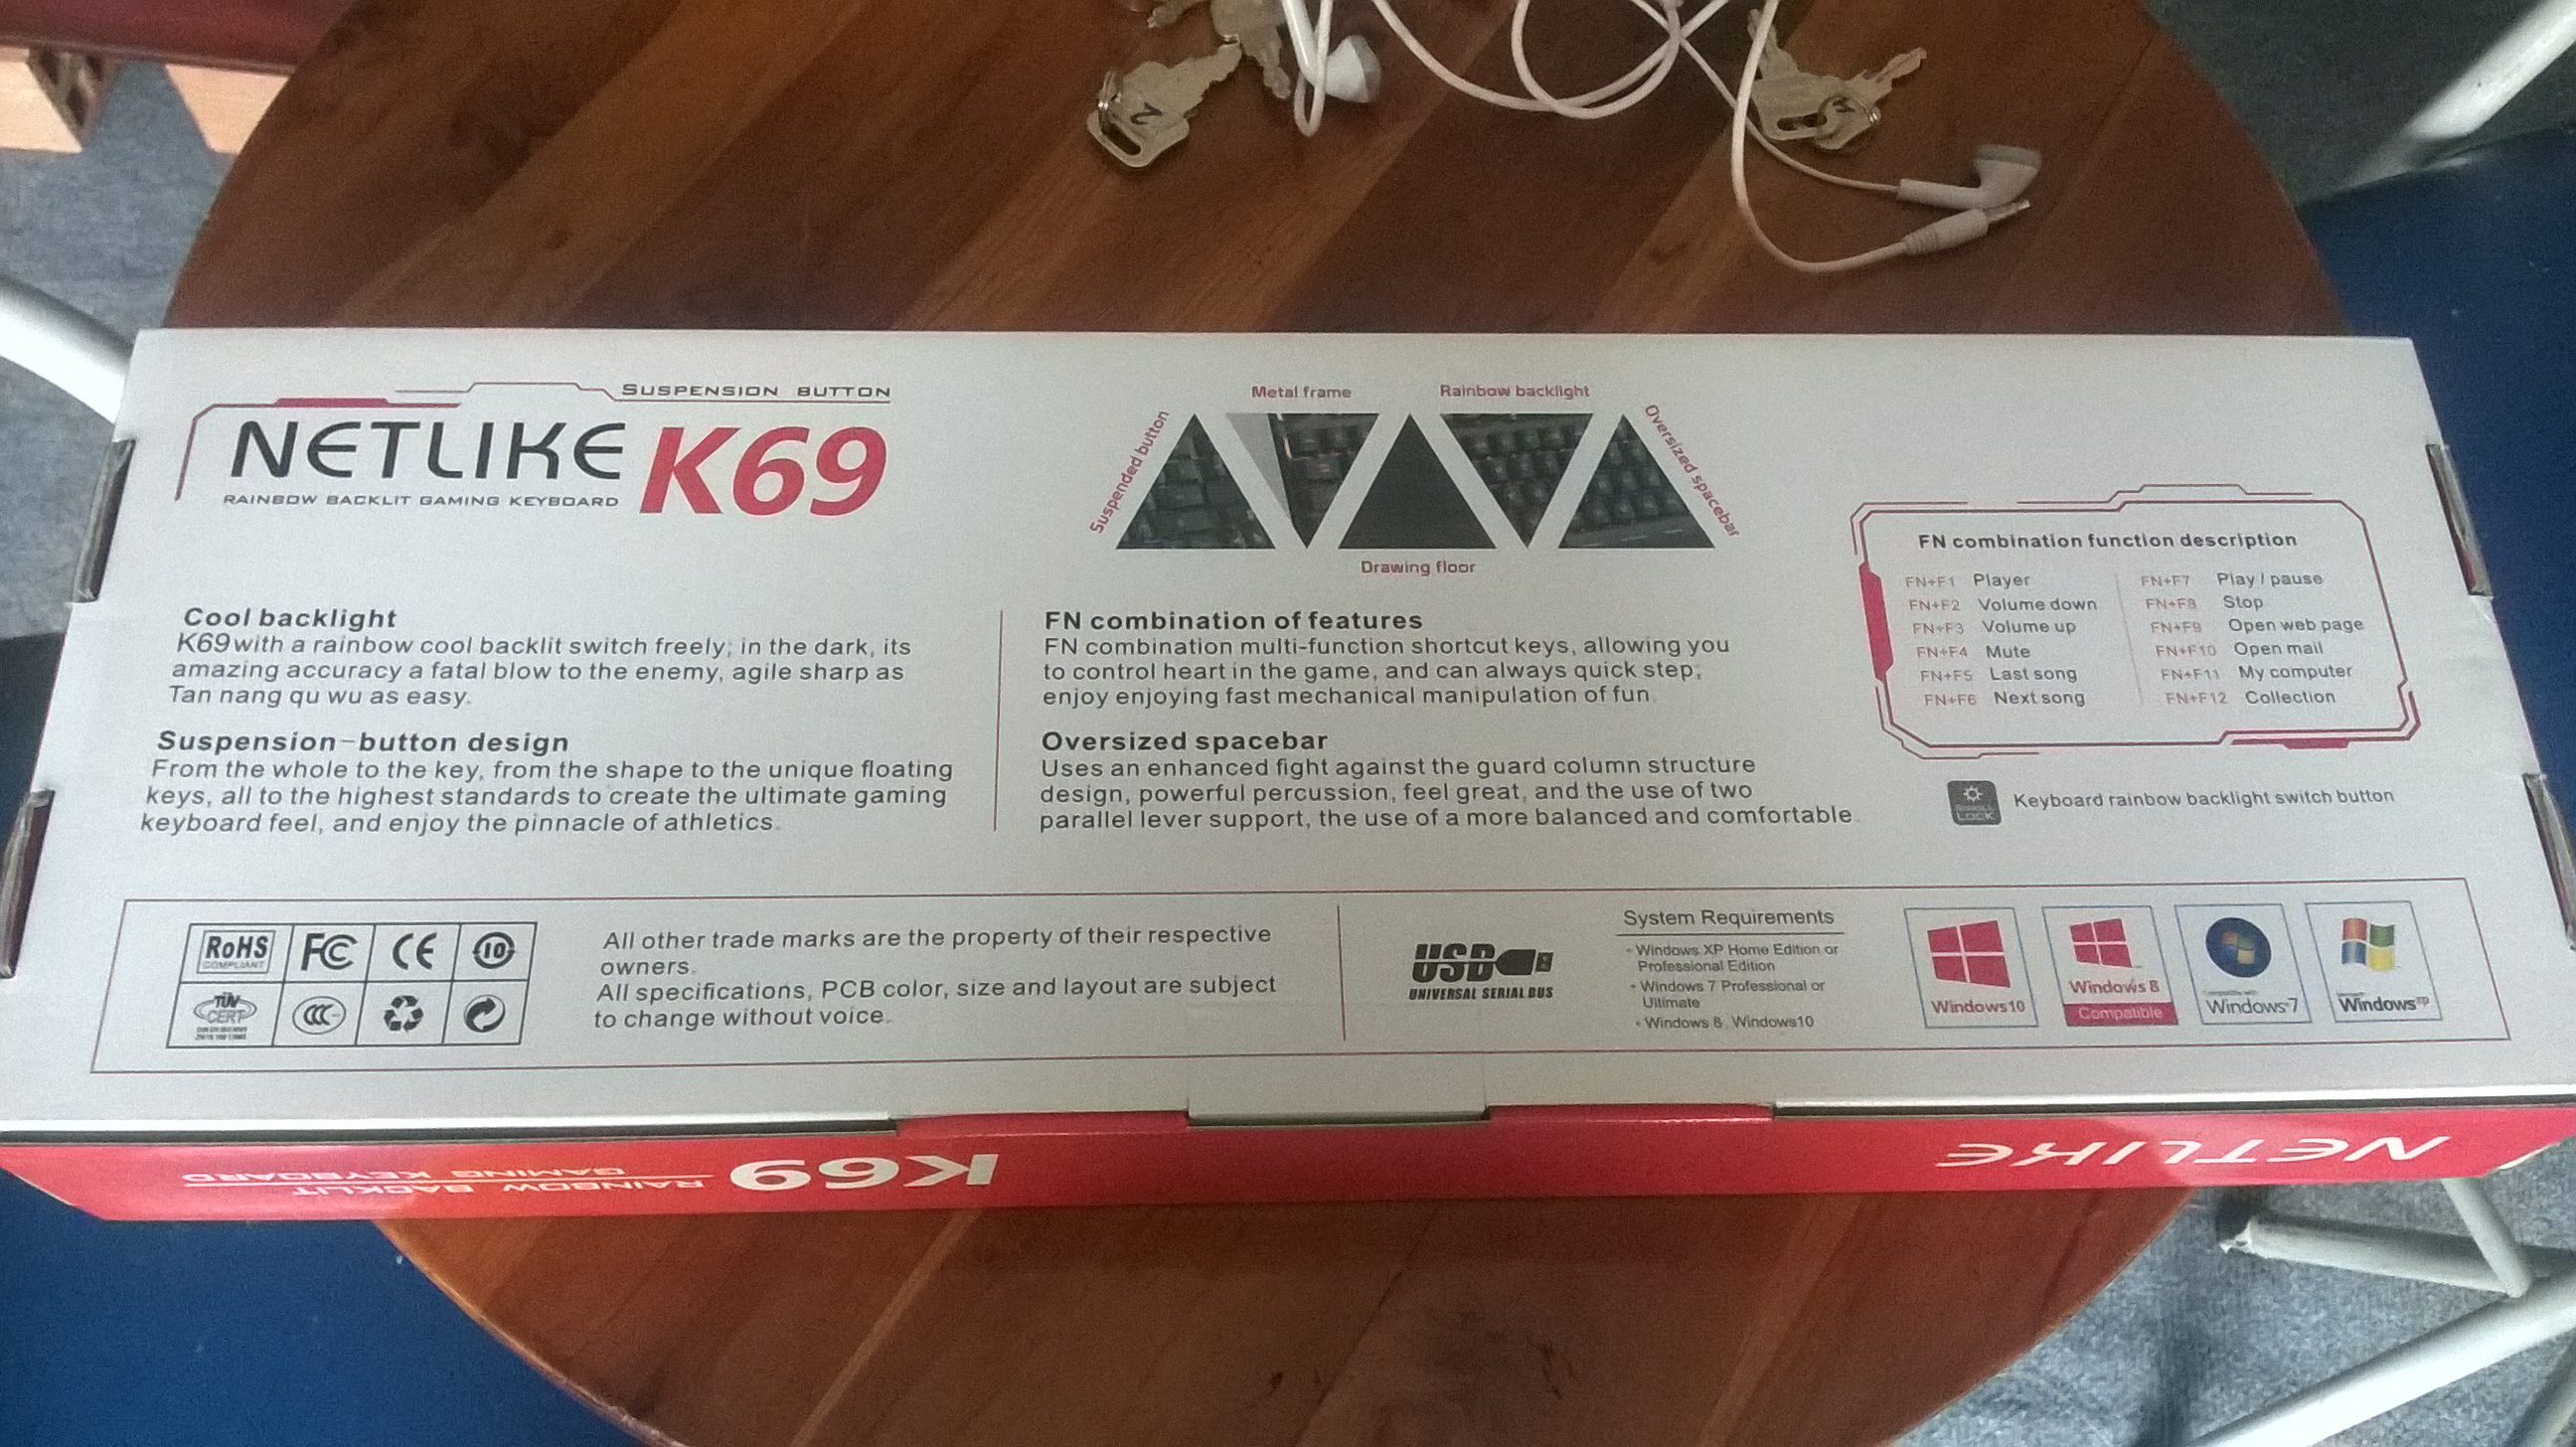 SUSPENSION BUTTON
NETLIKE K69
RAINBOW BACKLIT GAMING KEYBOARD
Suspended button
Metal frame
Rainbow backlight
Oversized spacebar
Drawing floor
Cool backlight
K69 with a rainbow cool backlit switch freely; in the dark, its
amazing accuracy a fatal blow to the enemy, agile sharp as
Tan nang qu wu as easy.
Suspension-button design
From the whole to the key, from the shape to the unique floating
keys, all to the highest standards to create the ultimate gaming
keyboard feel, and enjoy the pinnacle of athletics.
FN combination of features
FN combination multi-function shortcut keys, allowing you
to control heart in the game, and can always quick step;
enjoy enjoying fast mechanical manipulation of fun.
Oversized spacebar
Uses an enhanced fight against the guard column structure
design, powerful percussion, feel great, and the use of two
parallel lever support, the use of a more balanced and comfortable.
FN combination function description
FN+F1 Player
FN+F2 Volume down
FN+F3 Volume up
FN+F4 Mute
FN+F5 Last song
FN+F6 Next song
FN+F7 Play / pause
FN+F8 Stop
FN+F9 Open web page
FN+F10 Open mail
FN+F11 My computer
FN+F12 Collection
SCROLL
LOCK
Keyboard rainbow backlight switch button
RoHS
COMPLIANT
FC
CE
10
TÜV
CERT
CCC
All other trade marks are the property of their respective
owners.
All specifications, PCB color, size and layout are subject
to change without voice.
USB
UNIVERSAL SERIAL BUS
System Requirements
- Windows XP Home Edition or
Professional Edition
- Windows 7 Professional or
Ultimate
- Windows 8 Windows10
Windows10
Windows 8
Compatible
Windows 7
Windows xp
NETLIKE
K69
RAINBOW BACKLIT
GAMING KEYBOARD
2